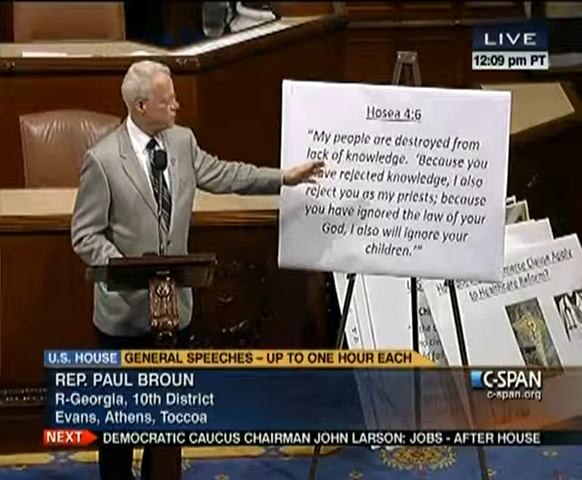 LIVE
12:09 pm PT
Hosea 4:6
"My people are destroyed from
lack of knowledge. 'Because you
have rejected knowledge, I also
reject you as my priests; because
you have ignored the law of your
God, I also will ignore your
children.'"
Commerce Clause Apply
to Healthcare Reform?
U.S. HOUSE GENERAL SPEECHES – UP TO ONE HOUR EACH
REP. PAUL BROUN
R-Georgia, 10th District
Evans, Athens, Toccoa
C-SPAN
c-span.org
NEXT DEMOCRATIC CAUCUS CHAIRMAN JOHN LARSON: JOBS - AFTER HOUSE